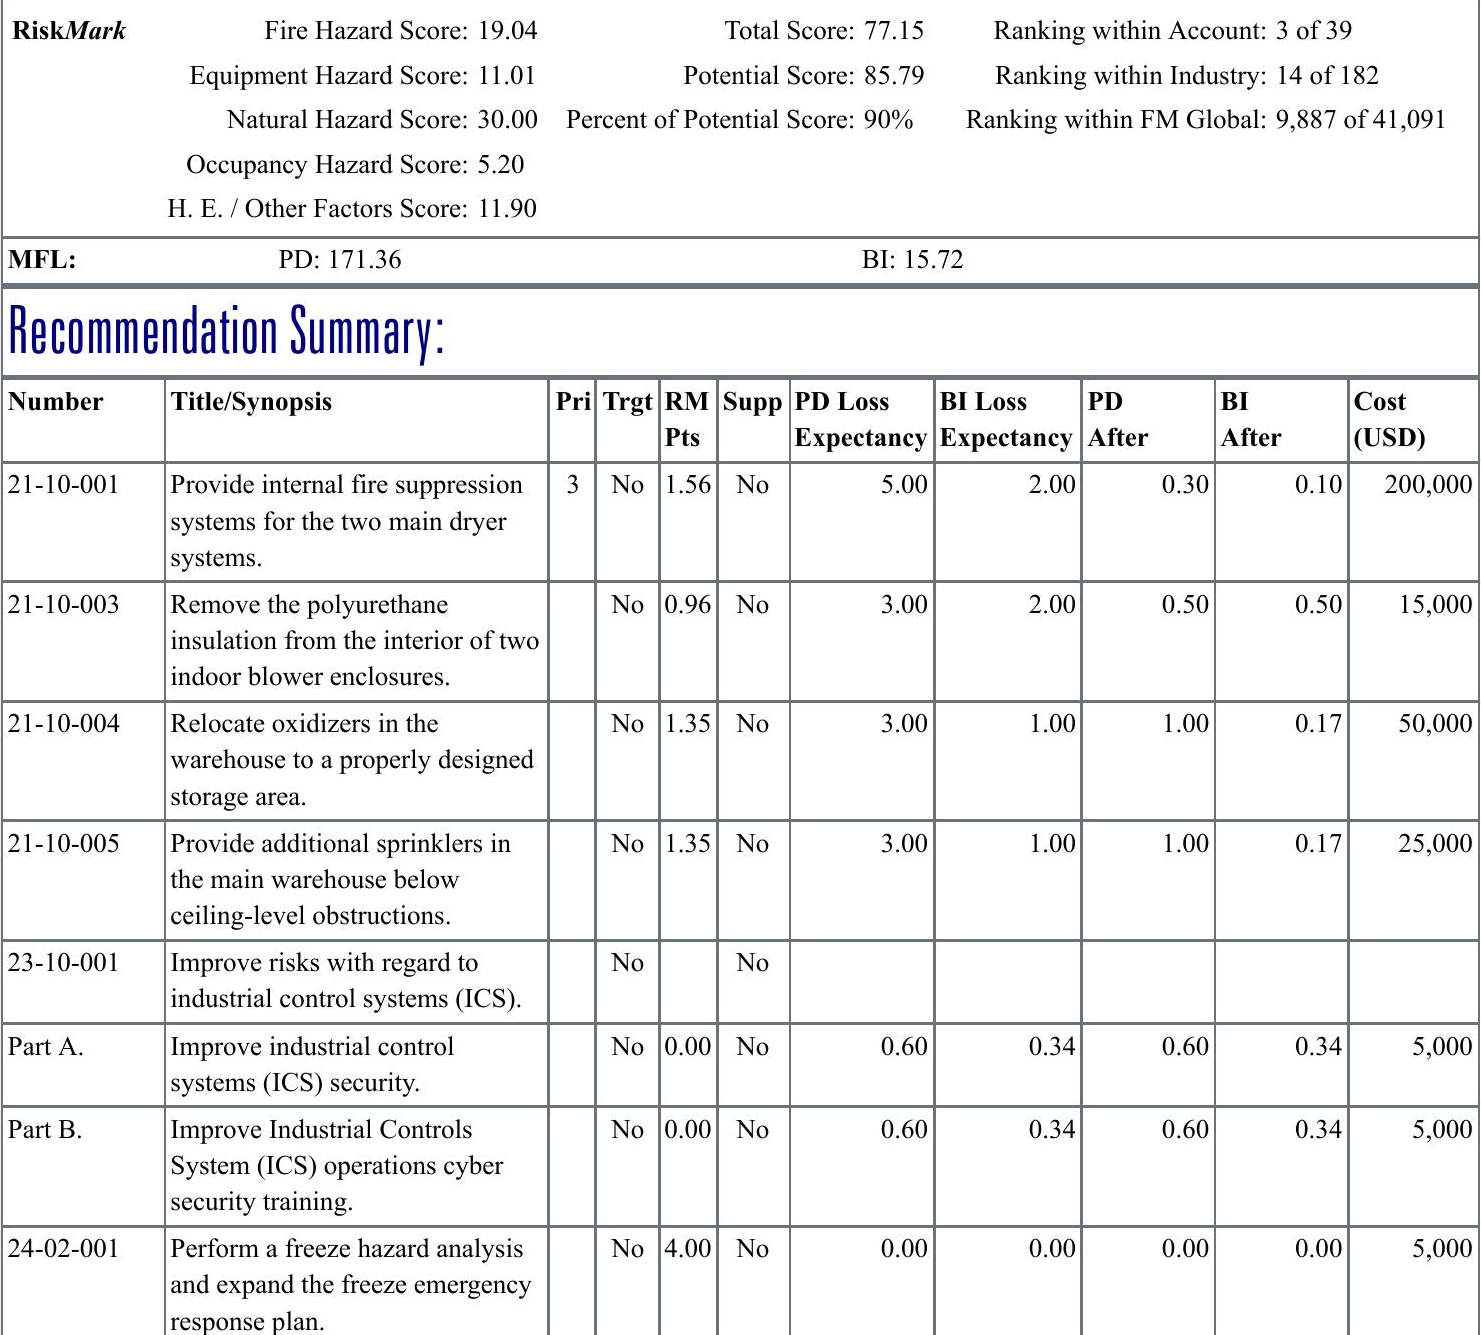 RiskMark Fire Hazard Score: 19.04 Total Score: 77.15 Ranking within Account: 3 of 39
Equipment Hazard Score: 11.01 Potential Score: 85.79 Ranking within Industry: 14 of 182
Natural Hazard Score: 30.00 Percent of Potential Score: 90% Ranking within FM Global: 9,887 of 41,091
Occupancy Hazard Score: 5.20
H. E. / Other Factors Score: 11.90
MFL: PD: 171.36 BI: 15.72
Recommendation Summary:
Number Title/Synopsis Pri Trgt RM Supp PD Loss BI Loss PD BI Cost
Pts Expectancy Expectancy After After (USD)
21-10-001 Provide internal fire suppression 3 No 1.56 No 5.00 2.00 0.30 0.10 200,000
systems for the two main dryer
systems.
21-10-003 Remove the polyurethane No 0.96 No 3.00 2.00 0.50 0.50 15,000
insulation from the interior of two
indoor blower enclosures.
21-10-004 Relocate oxidizers in the No 1.35 No 3.00 1.00 1.00 0.17 50,000
warehouse to a properly designed
storage area.
21-10-005 Provide additional sprinklers in No 1.35 No 3.00 1.00 1.00 0.17 25,000
the main warehouse below
ceiling-level obstructions.
23-10-001 Improve risks with regard to No No
industrial control systems (ICS).
Part A. Improve industrial control No 0.00 No 0.60 0.34 0.60 0.34 5,000
systems (ICS) security.
Part B. Improve Industrial Controls No 0.00 No 0.60 0.34 0.60 0.34 5,000
System (ICS) operations cyber
security training.
24-02-001 Perform a freeze hazard analysis No 4.00 No 0.00 0.00 0.00 0.00 5,000
and expand the freeze emergency
response plan.